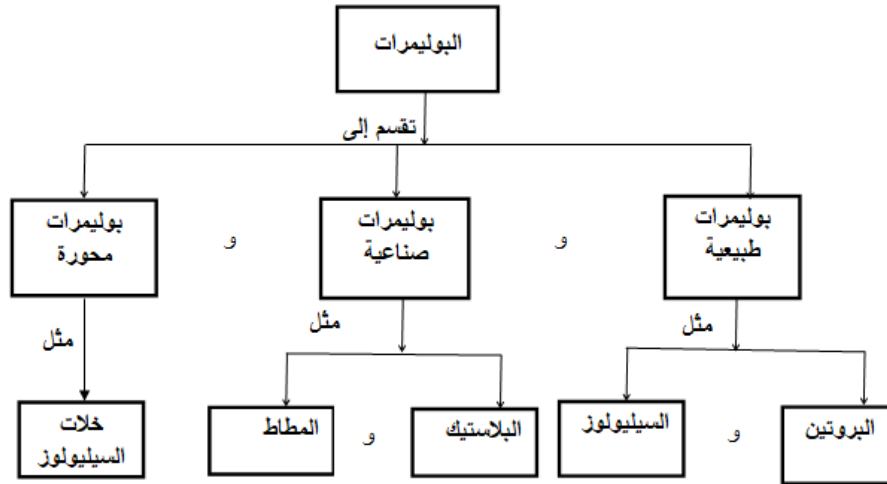 البوليمرات
تقسم إلى
بوليمرات
طبيعية
و
بوليمرات
صناعية
و
بوليمرات
محورة
مثل
مثل
مثل
البروتين
و
السيليولوز
البلاستيك
و
المطاط
خلات
السيليولوز